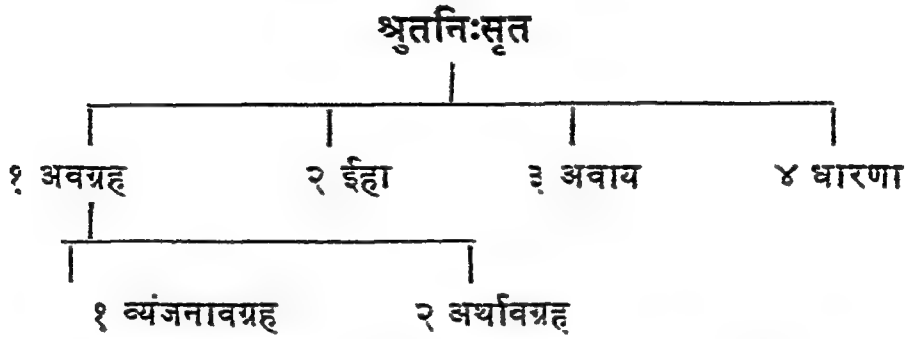 श्रुतनिःसृत
१ अवग्रह २ ईहा ३ अवाय ४ धारणा
१ व्यंजनावग्रह २ अर्थावग्रह